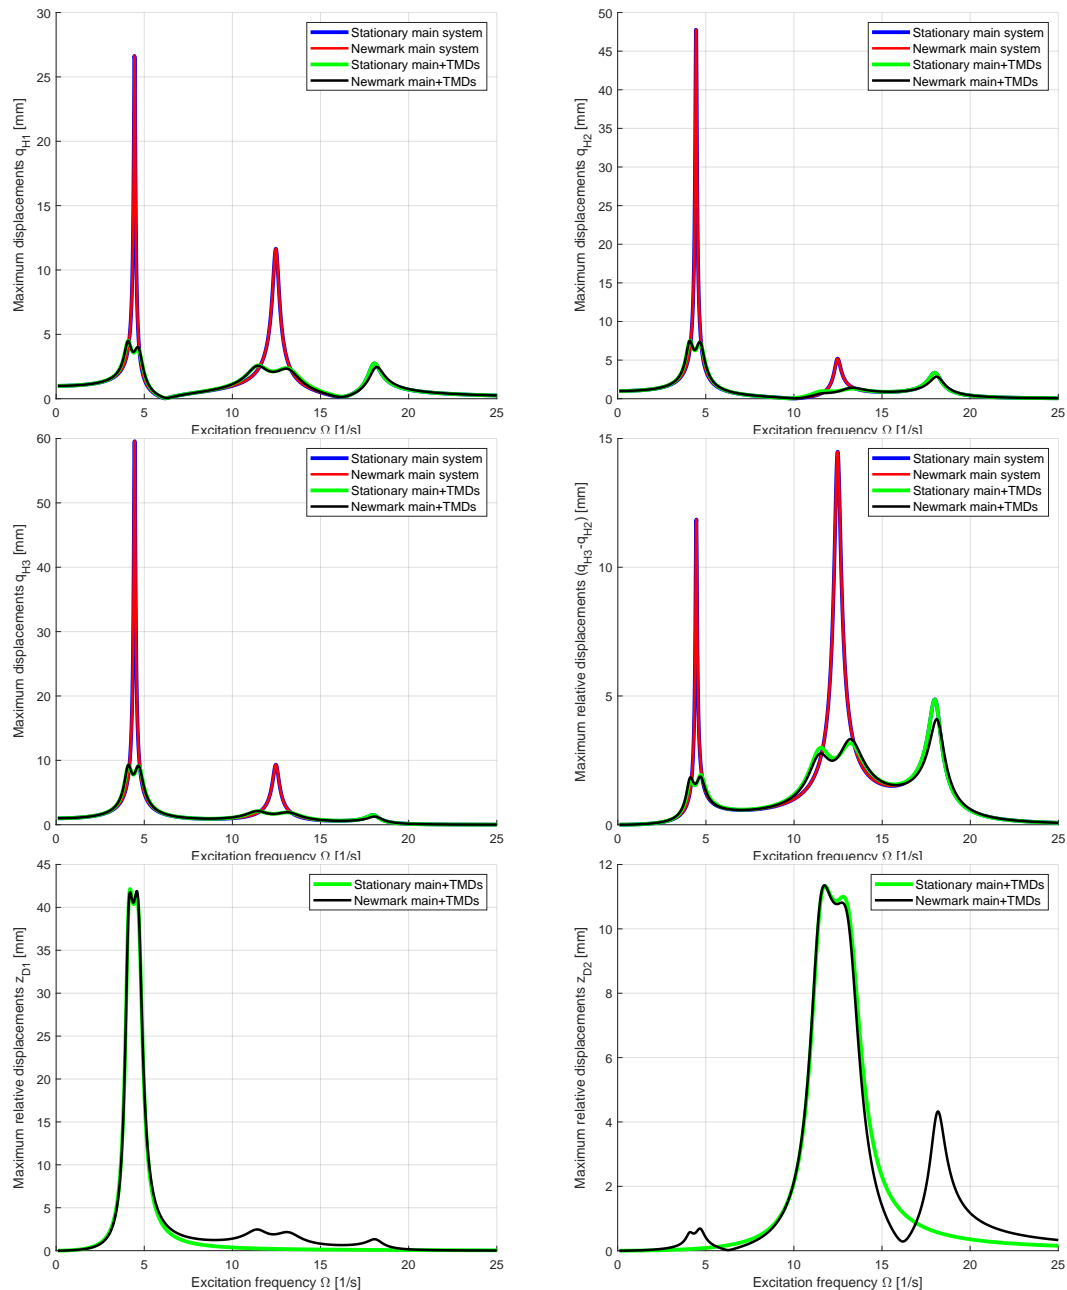 30
25
20
15
10
5
0
Maximum displacements q_H1 [mm]
Stationary main system
Newmark main system
Stationary main+TMDs
Newmark main+TMDs
0 5 10 15 20 25
Excitation frequency Ω [1/s]
50
45
40
35
30
25
20
15
10
5
0
Maximum displacements q_H2 [mm]
Stationary main system
Newmark main system
Stationary main+TMDs
Newmark main+TMDs
0 5 10 15 20 25
Excitation frequency Ω [1/s]
60
50
40
30
20
10
0
Maximum displacements q_H3 [mm]
Stationary main system
Newmark main system
Stationary main+TMDs
Newmark main+TMDs
0 5 10 15 20 25
Excitation frequency Ω [1/s]
15
10
5
0
Maximum relative displacements (q_H3-q_H2) [mm]
Stationary main system
Newmark main system
Stationary main+TMDs
Newmark main+TMDs
0 5 10 15 20 25
Excitation frequency Ω [1/s]
45
40
35
30
25
20
15
10
5
0
Maximum relative displacements z_D1 [mm]
Stationary main+TMDs
Newmark main+TMDs
0 5 10 15 20 25
Excitation frequency Ω [1/s]
12
10
8
6
4
2
0
Maximum relative displacements z_D2 [mm]
Stationary main+TMDs
Newmark main+TMDs
0 5 10 15 20 25
Excitation frequency Ω [1/s]